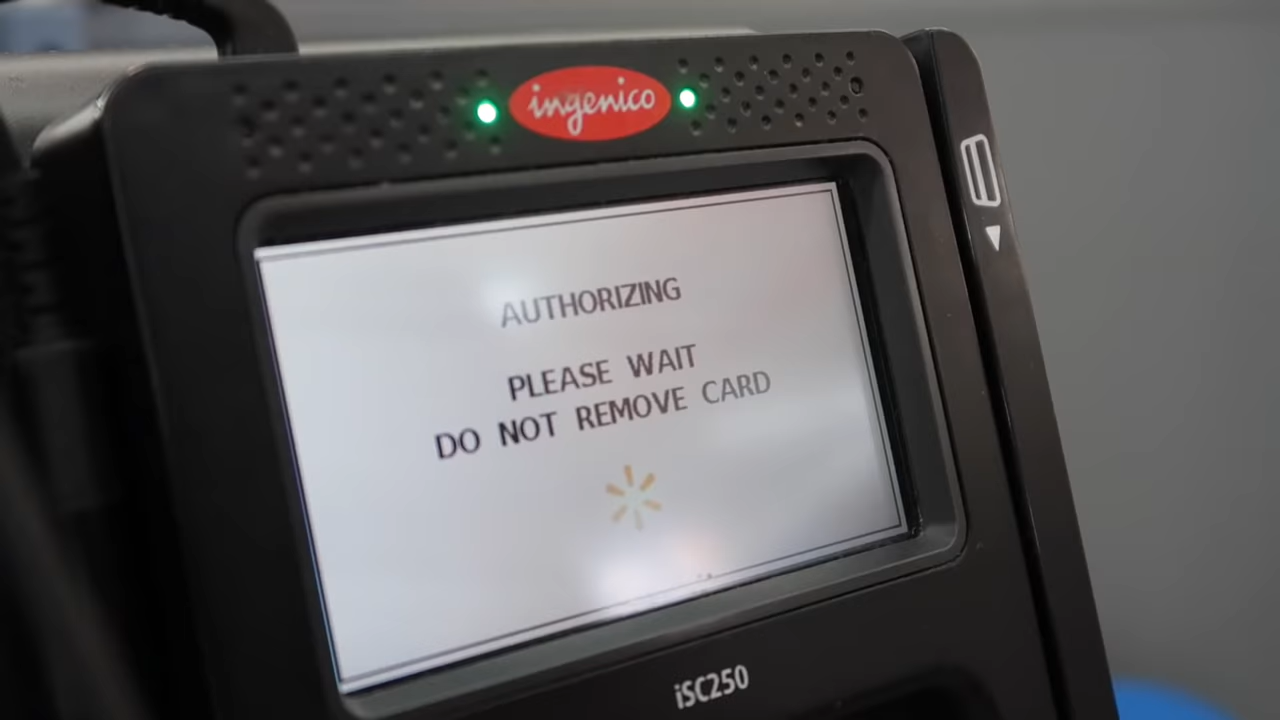 ingenico
AUTHORIZING
PLEASE WAIT
DO NOT REMOVE CARD
iSC250